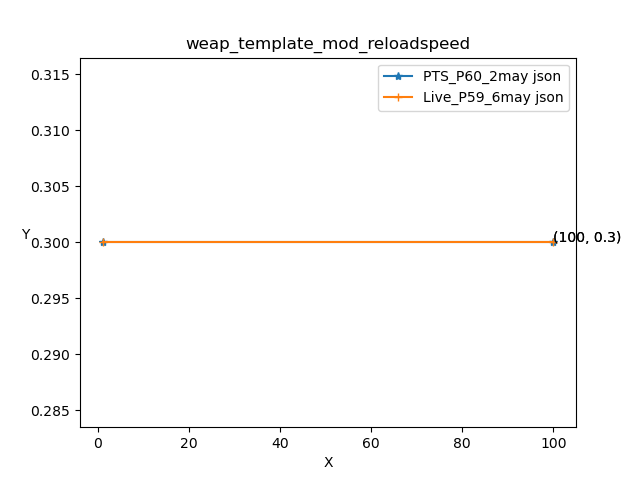 weap_template_mod_reloadspeed
PTS_P60_2may json
Live_P59_6may json
0.315
0.310
0.305
0.300
0.295
0.290
0.285
Y
(100, 0.3)
0 20 40 60 80 100
X